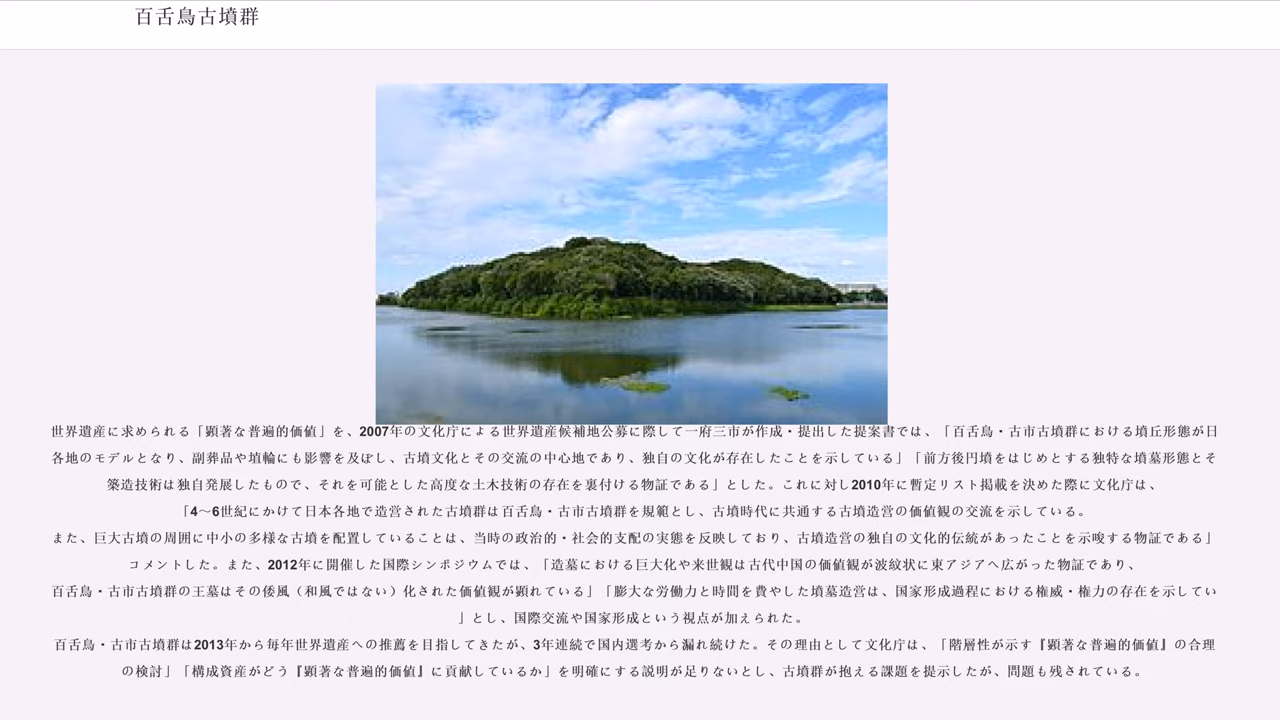 百舌鳥古墳群
世界遺産に求められる「顕著な普遍的価値」を、2007年の文化庁による世界遺産候補地公募に際して一府三市が作成・提出した提案書では、「百舌鳥・古市古墳群における墳丘形態が日
各地のモデルとなり、副葬品や埴輪にも影響を及ぼし、古墳文化とその交流の中心地であり、独自の文化が存在したことを示している」「前方後円墳をはじめとする独特な墳墓形態とそ
築造技術は独自発展したもので、それを可能とした高度な土木技術の存在を裏付ける物証である」とした。これに対し2010年に暫定リスト掲載を決めた際に文化庁は、
「4〜6世紀にかけて日本各地で造営された古墳群は百舌鳥・古市古墳群を規範とし、古墳時代に共通する古墳造営の価値観の交流を示している。
また、巨大古墳の周囲に中小の多様な古墳を配置していることは、当時の政治的・社会的支配の実態を反映しており、古墳造営の独自の文化的伝統があったことを示唆する物証である」
コメントした。また、2012年に開催した国際シンポジウムでは、「造墓における巨大化や来世観は古代中国の価値観が波紋状に東アジアへ広がった物証であり、
百舌鳥・古市古墳群の王墓はその倭風（和風ではない）化された価値観が顕れている」「膨大な労働力と時間を費やした墳墓造営は、国家形成過程における権威・権力の存在を示してい
」とし、国際交流や国家形成という視点が加えられた。
百舌鳥・古市古墳群は2013年から毎年世界遺産への推薦を目指してきたが、3年連続で国内選考から漏れ続けた。その理由として文化庁は、「階層性が示す『顕著な普遍的価値』の合理
の検討」「構成資産がどう『顕著な普遍的価値』に貢献しているか」を明確にする説明が足りないとし、古墳群が抱える課題を提示したが、問題も残されている。